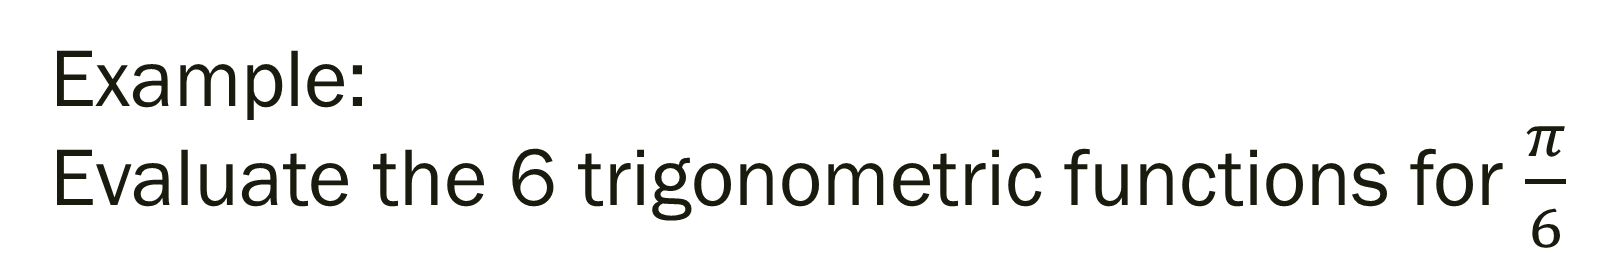 Example:
Evaluate the 6 trigonometric functions for π/6